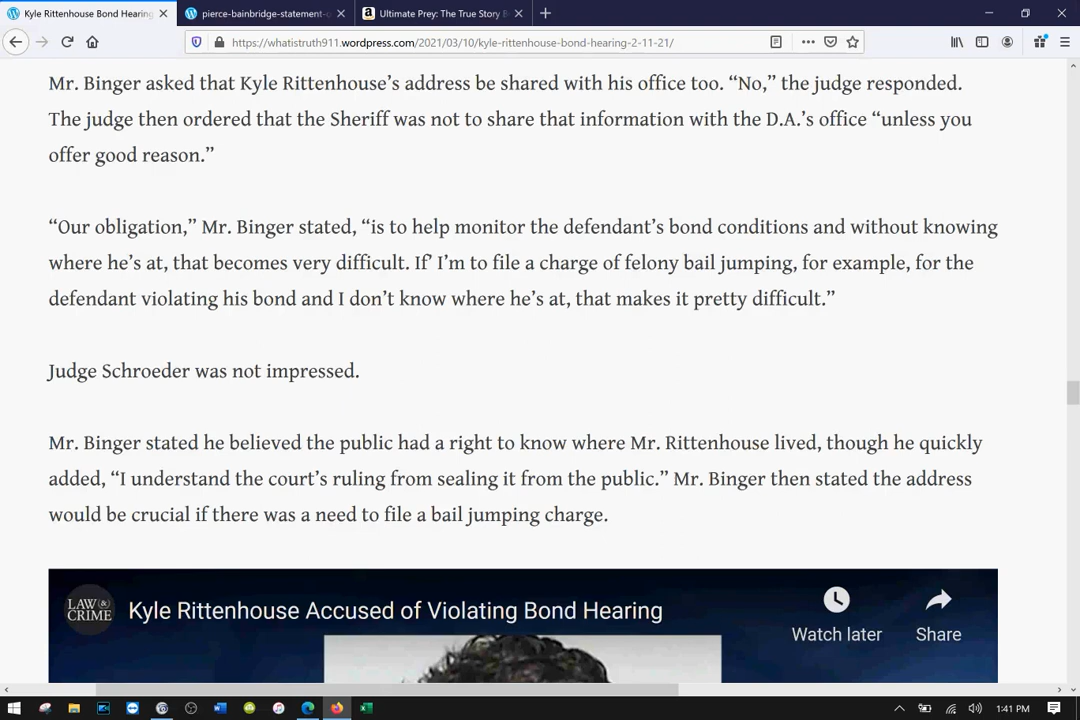 Kyle Rittenhouse Bond Hearing
pierce-bainbridge-statement-o
Ultimate Prey: The True Story B
https://whatistruth911.wordpress.com/2021/03/10/kyle-rittenhouse-bond-hearing-2-11-21/
Mr. Binger asked that Kyle Rittenhouse’s address be shared with his office too. “No,” the judge responded.
The judge then ordered that the Sheriff was not to share that information with the D.A.’s office “unless you
offer good reason.”
“Our obligation,” Mr. Binger stated, “is to help monitor the defendant’s bond conditions and without knowing
where he’s at, that becomes very difficult. If’ I’m to file a charge of felony bail jumping, for example, for the
defendant violating his bond and I don’t know where he’s at, that makes it pretty difficult.”
Judge Schroeder was not impressed.
Mr. Binger stated he believed the public had a right to know where Mr. Rittenhouse lived, though he quickly
added, “I understand the court’s ruling from sealing it from the public.” Mr. Binger then stated the address
would be crucial if there was a need to file a bail jumping charge.
LAW &
CRIME
Kyle Rittenhouse Accused of Violating Bond Hearing
Watch later
Share
1:41 PM